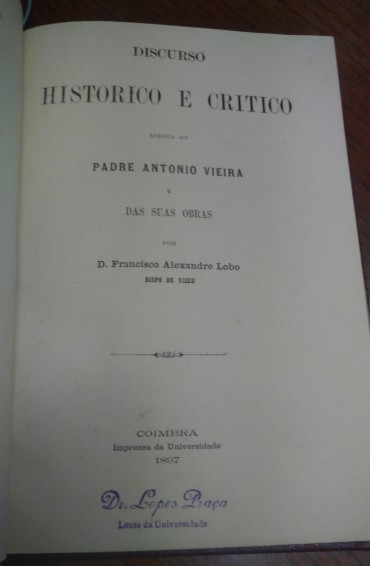 DISCURSO
HISTORICO E CRITICO
ÁCERCA DO
PADRE ANTONIO VIEIRA
E
DAS SUAS OBRAS
POR
D. Francisco Alexandre Lobo
BISPO DE VIZEU
COIMBRA
Imprensa da Universidade
1897
Dr. Lopes Praça
Lente da Universidade